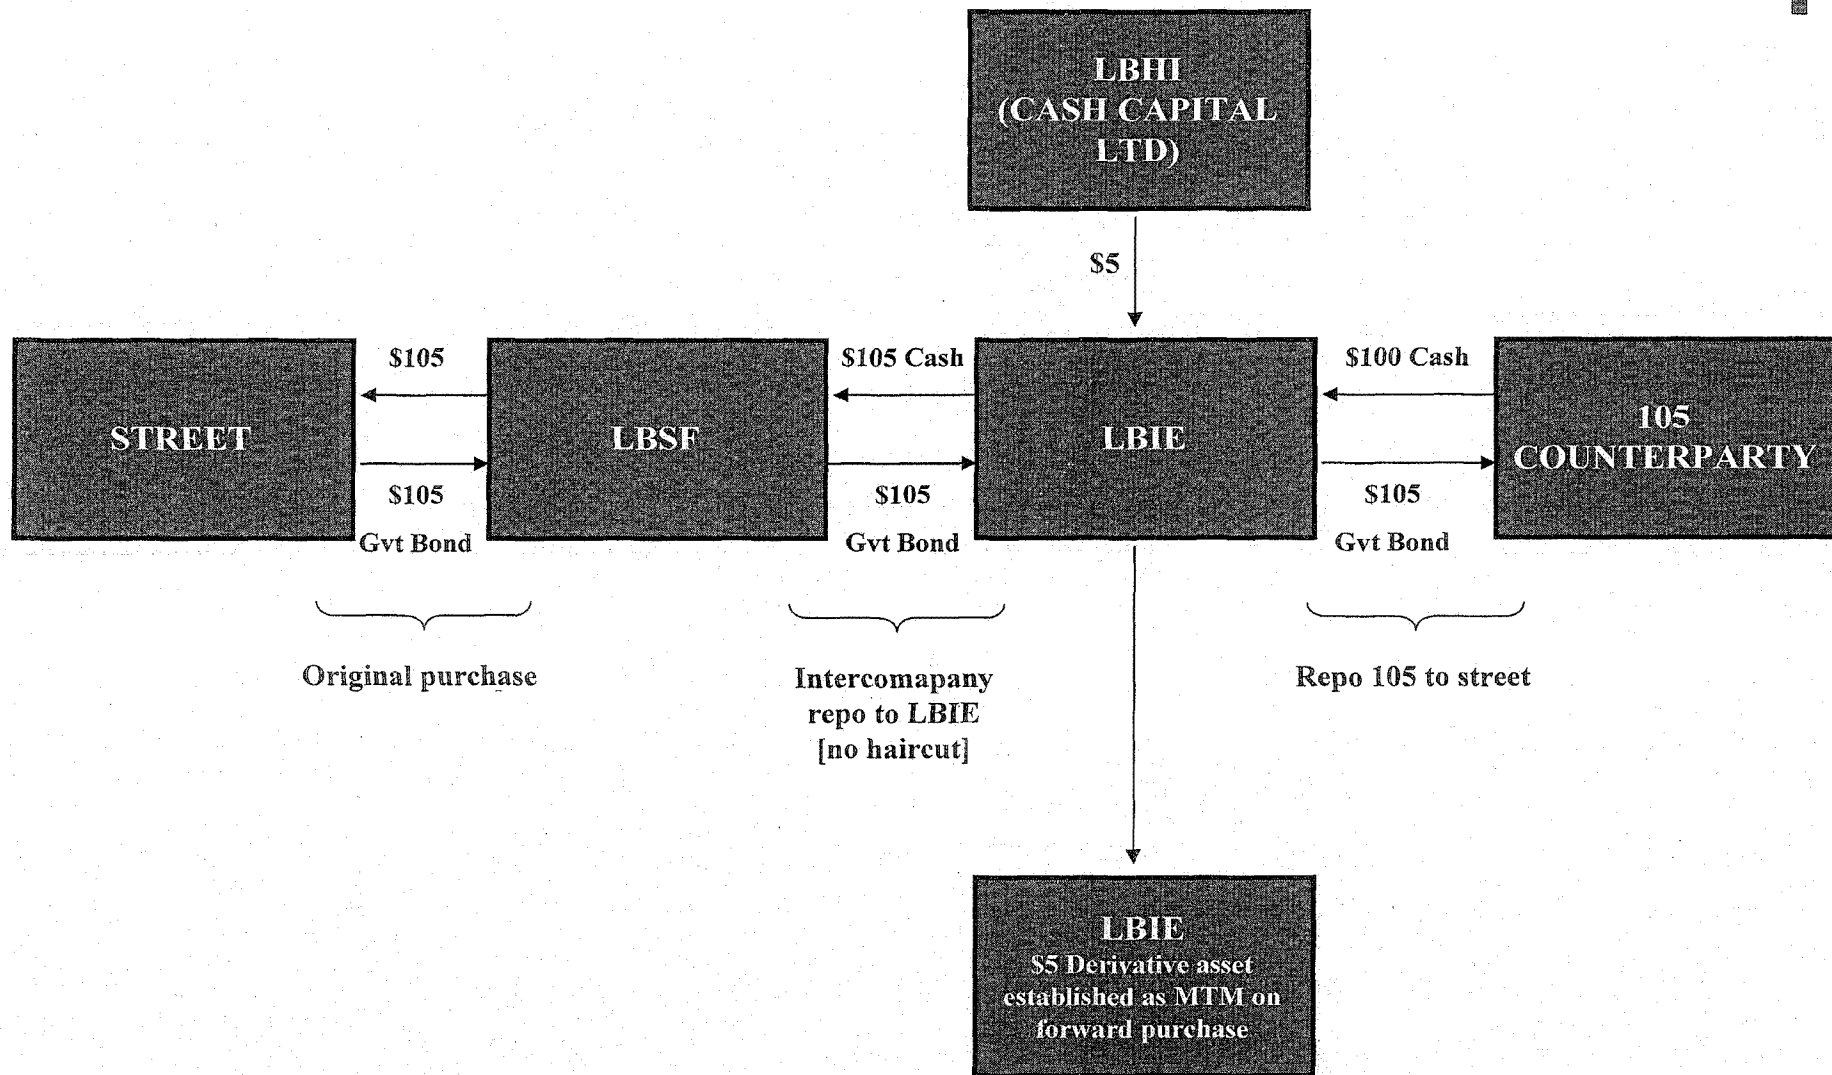 LBHI
(CASH CAPITAL
LTD)
$5
$105
$105 Cash
$100 Cash
STREET
LBSF
LBIE
105
COUNTERPARTY
$105
Gvt Bond
$105
Gvt Bond
$105
Gvt Bond
Original purchase
Intercomapany
repo to LBIE
[no haircut]
Repo 105 to street
LBIE
$5 Derivative asset
established as MTM on
forward purchase